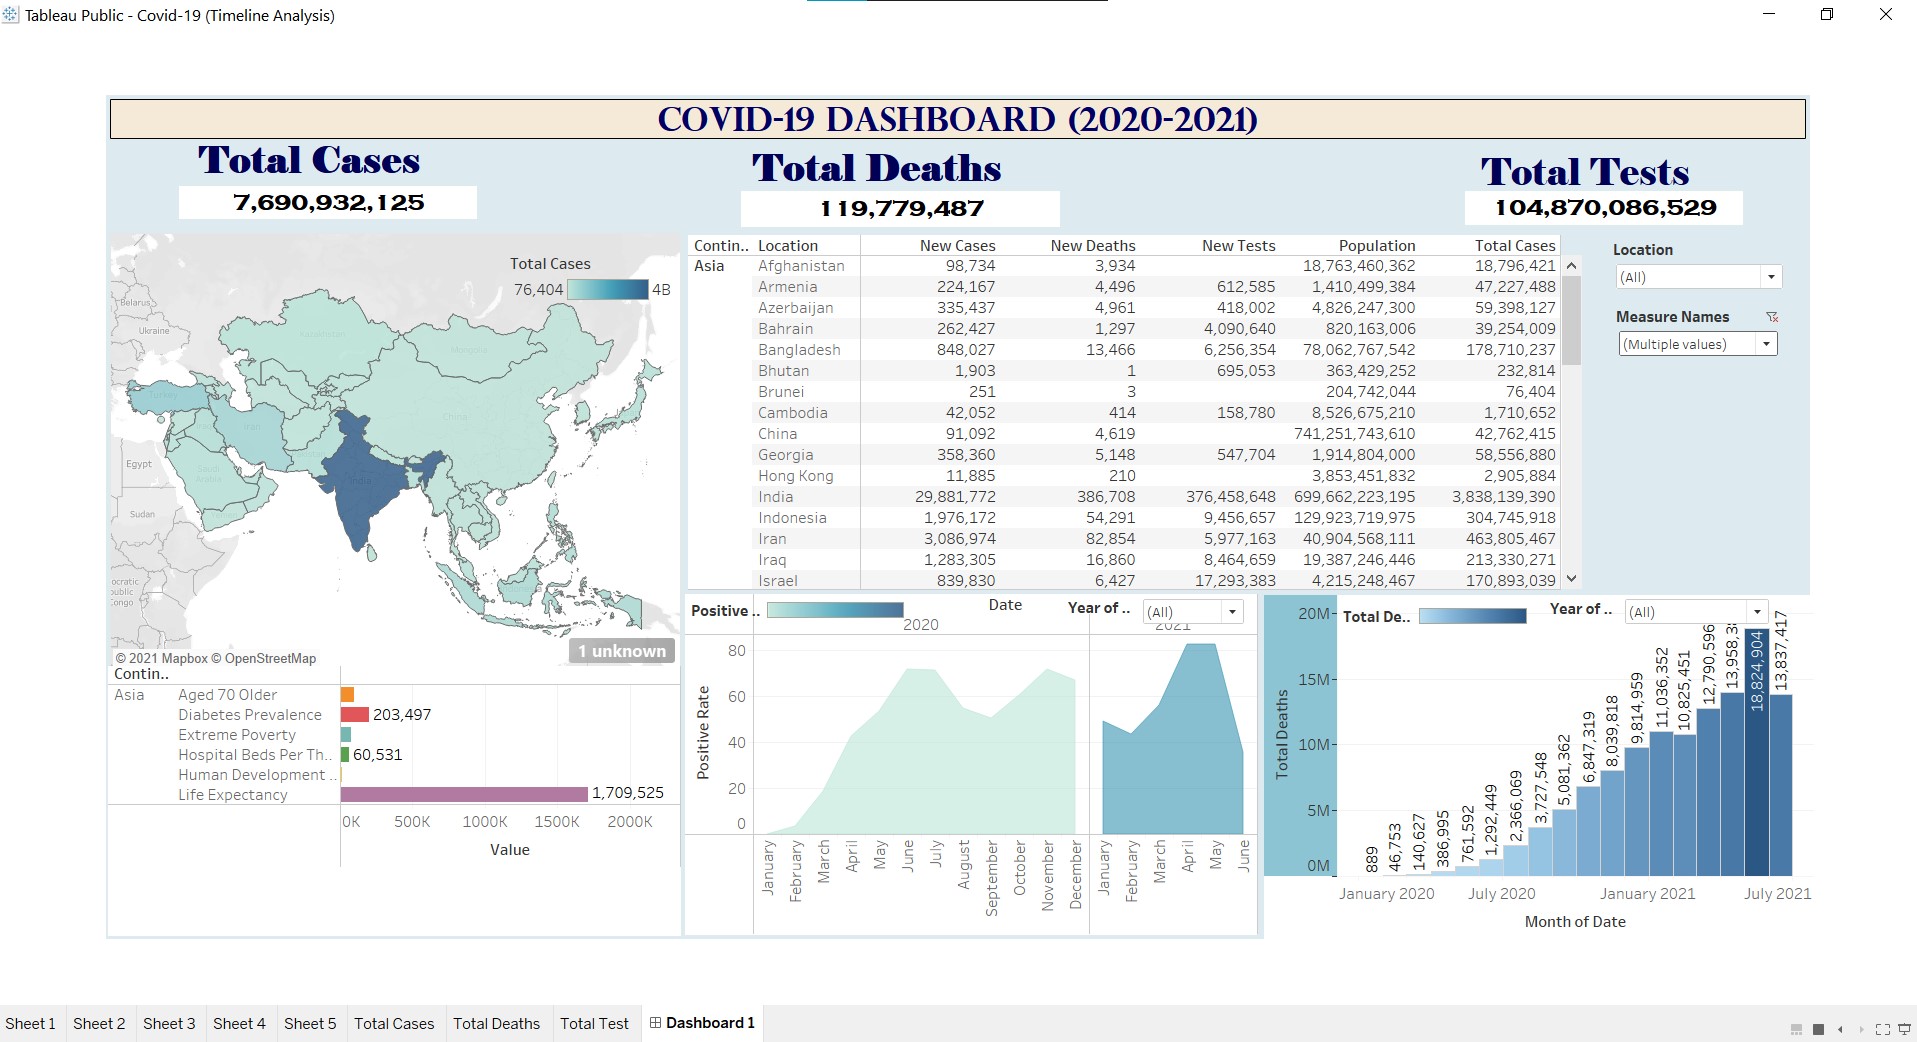 Tableau Public - Covid-19 (Timeline Analysis)
COVID-19 DASHBOARD (2020-2021)
Total Cases
7,690,932,125
Total Deaths
119,779,487
Total Tests
104,870,086,529
Total Cases
76,404 4B
Belarus
Ukraine
Kazakhstan
Mongolia
Turkey
China
Iraq
Iran
Egypt
Saudi
Arabia
India
Sudan
ocratic
public
Congo
1 unknown
© 2021 Mapbox © OpenStreetMap
Contin.. Location New Cases New Deaths New Tests Population Total Cases
Asia Afghanistan 98,734 3,934 18,763,460,362 18,796,421
Armenia 224,167 4,496 612,585 1,410,499,384 47,227,488
Azerbaijan 335,437 4,961 418,002 4,826,247,300 59,398,127
Bahrain 262,427 1,297 4,090,640 820,163,006 39,254,009
Bangladesh 848,027 13,466 6,256,354 78,062,767,542 178,710,237
Bhutan 1,903 1 695,053 363,429,252 232,814
Brunei 251 3 204,742,044 76,404
Cambodia 42,052 414 158,780 8,526,675,210 1,710,652
China 91,092 4,619 741,251,743,610 42,762,415
Georgia 358,360 5,148 547,704 1,914,804,000 58,556,880
Hong Kong 11,885 210 3,853,451,832 2,905,884
India 29,881,772 386,708 376,458,648 699,662,223,195 3,838,139,390
Indonesia 1,976,172 54,291 9,456,657 129,923,719,975 304,745,918
Iran 3,086,974 82,854 5,977,163 40,904,568,111 463,805,467
Iraq 1,283,305 16,860 8,464,659 19,387,246,446 213,330,271
Israel 839,830 6,427 17,293,383 4,215,248,467 170,893,039
Location
(All)
Measure Names
(Multiple values)
Contin..
Asia Aged 70 Older
Diabetes Prevalence 203,497
Extreme Poverty
Hospital Beds Per Th.. 60,531
Human Development ..
Life Expectancy 1,709,525
0K 500K 1000K 1500K 2000K
Value
Positive .. Date Year of .. (All)
2020 2021
Positive Rate
80
60
40
20
0
January February March April May June July August September October November December January February March April May June
Total De.. Year of .. (All)
Total Deaths
20M
15M
10M
5M
0M
889 46,753 140,627 386,995 761,592 1,292,449 2,366,069 3,727,548 5,081,362 6,847,319 8,039,818 9,814,959 11,036,352 10,825,451 12,790,596 13,958,3 18,824,904 13,837,417
January 2020 July 2020 January 2021 July 2021
Month of Date
Sheet 1 Sheet 2 Sheet 3 Sheet 4 Sheet 5 Total Cases Total Deaths Total Test Dashboard 1